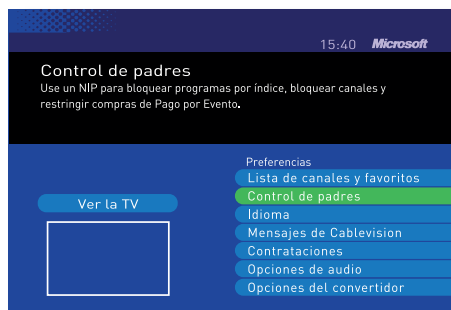 15:40 Microsoft
Control de padres
Use un NIP para bloquear programas por índice, bloquear canales y
restringir compras de Pago por Evento.
Preferencias
Lista de canales y favoritos
Control de padres
Ver la TV
Idioma
Mensajes de Cablevision
Contrataciones
Opciones de audio
Opciones del convertidor